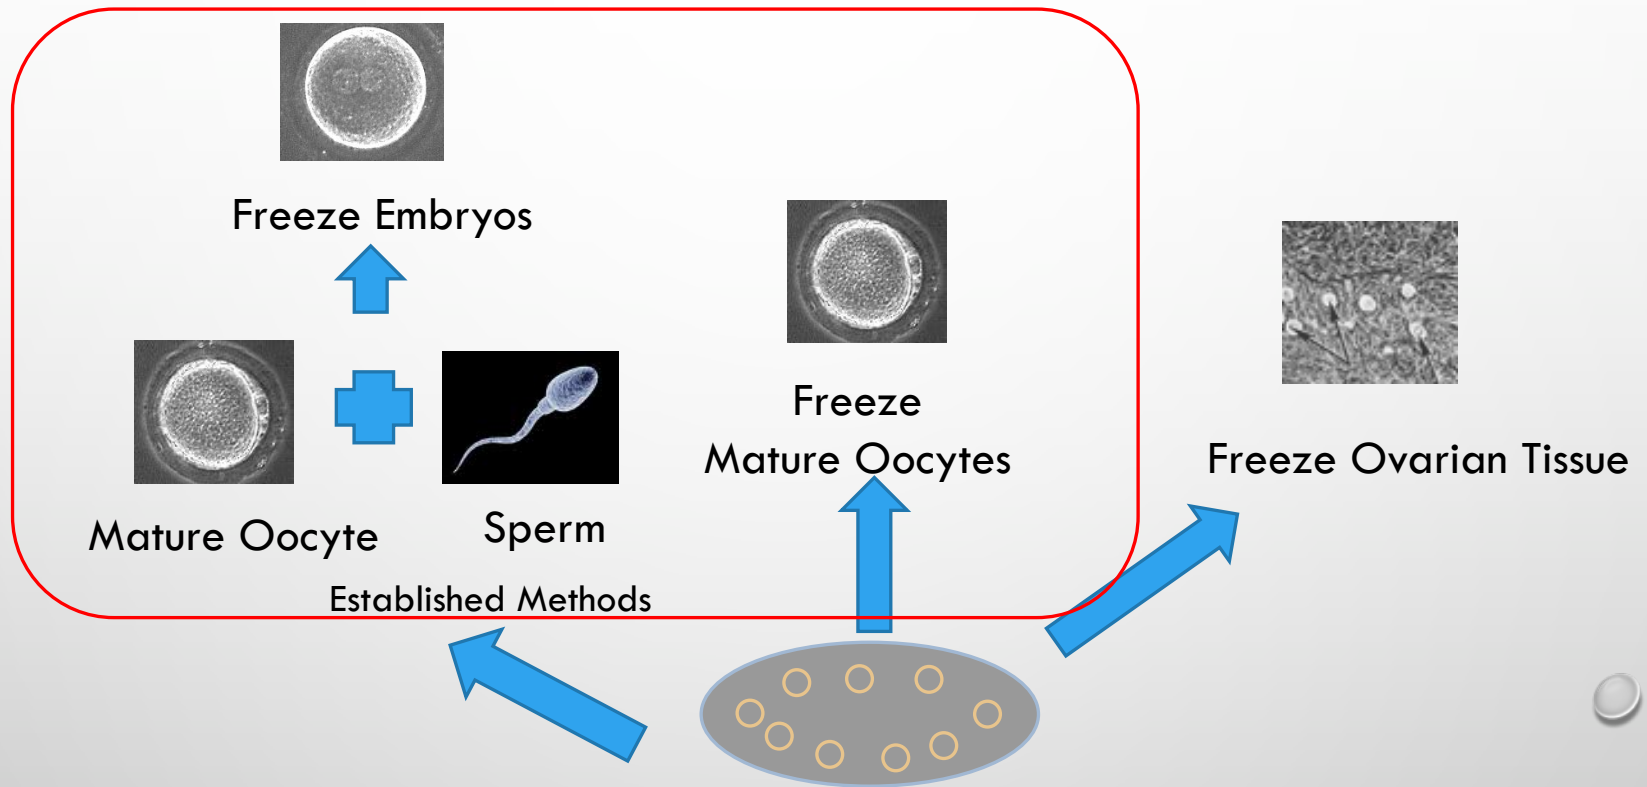 Freeze Embryos
Mature Oocyte
Sperm
Established Methods
Freeze
Mature Oocytes
Freeze Ovarian Tissue